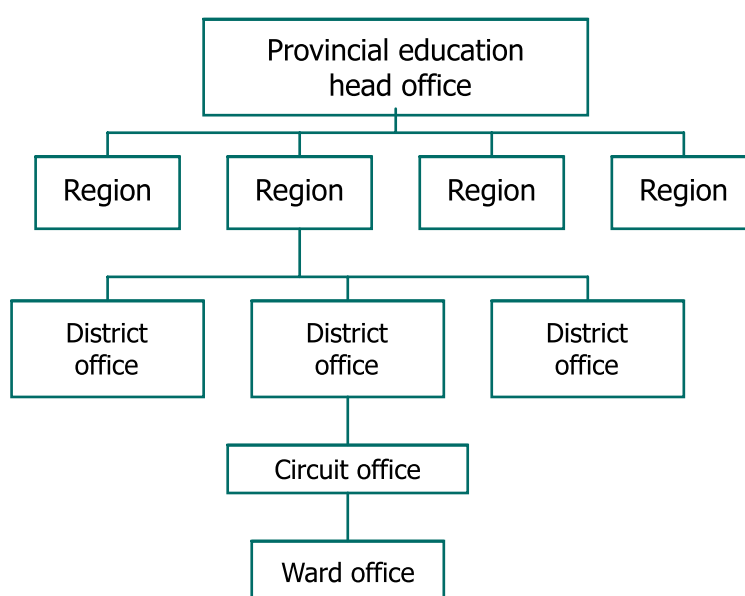 Provincial education
head office
Region
Region
Region
Region
District
office
District
office
District
office
Circuit office
Ward office